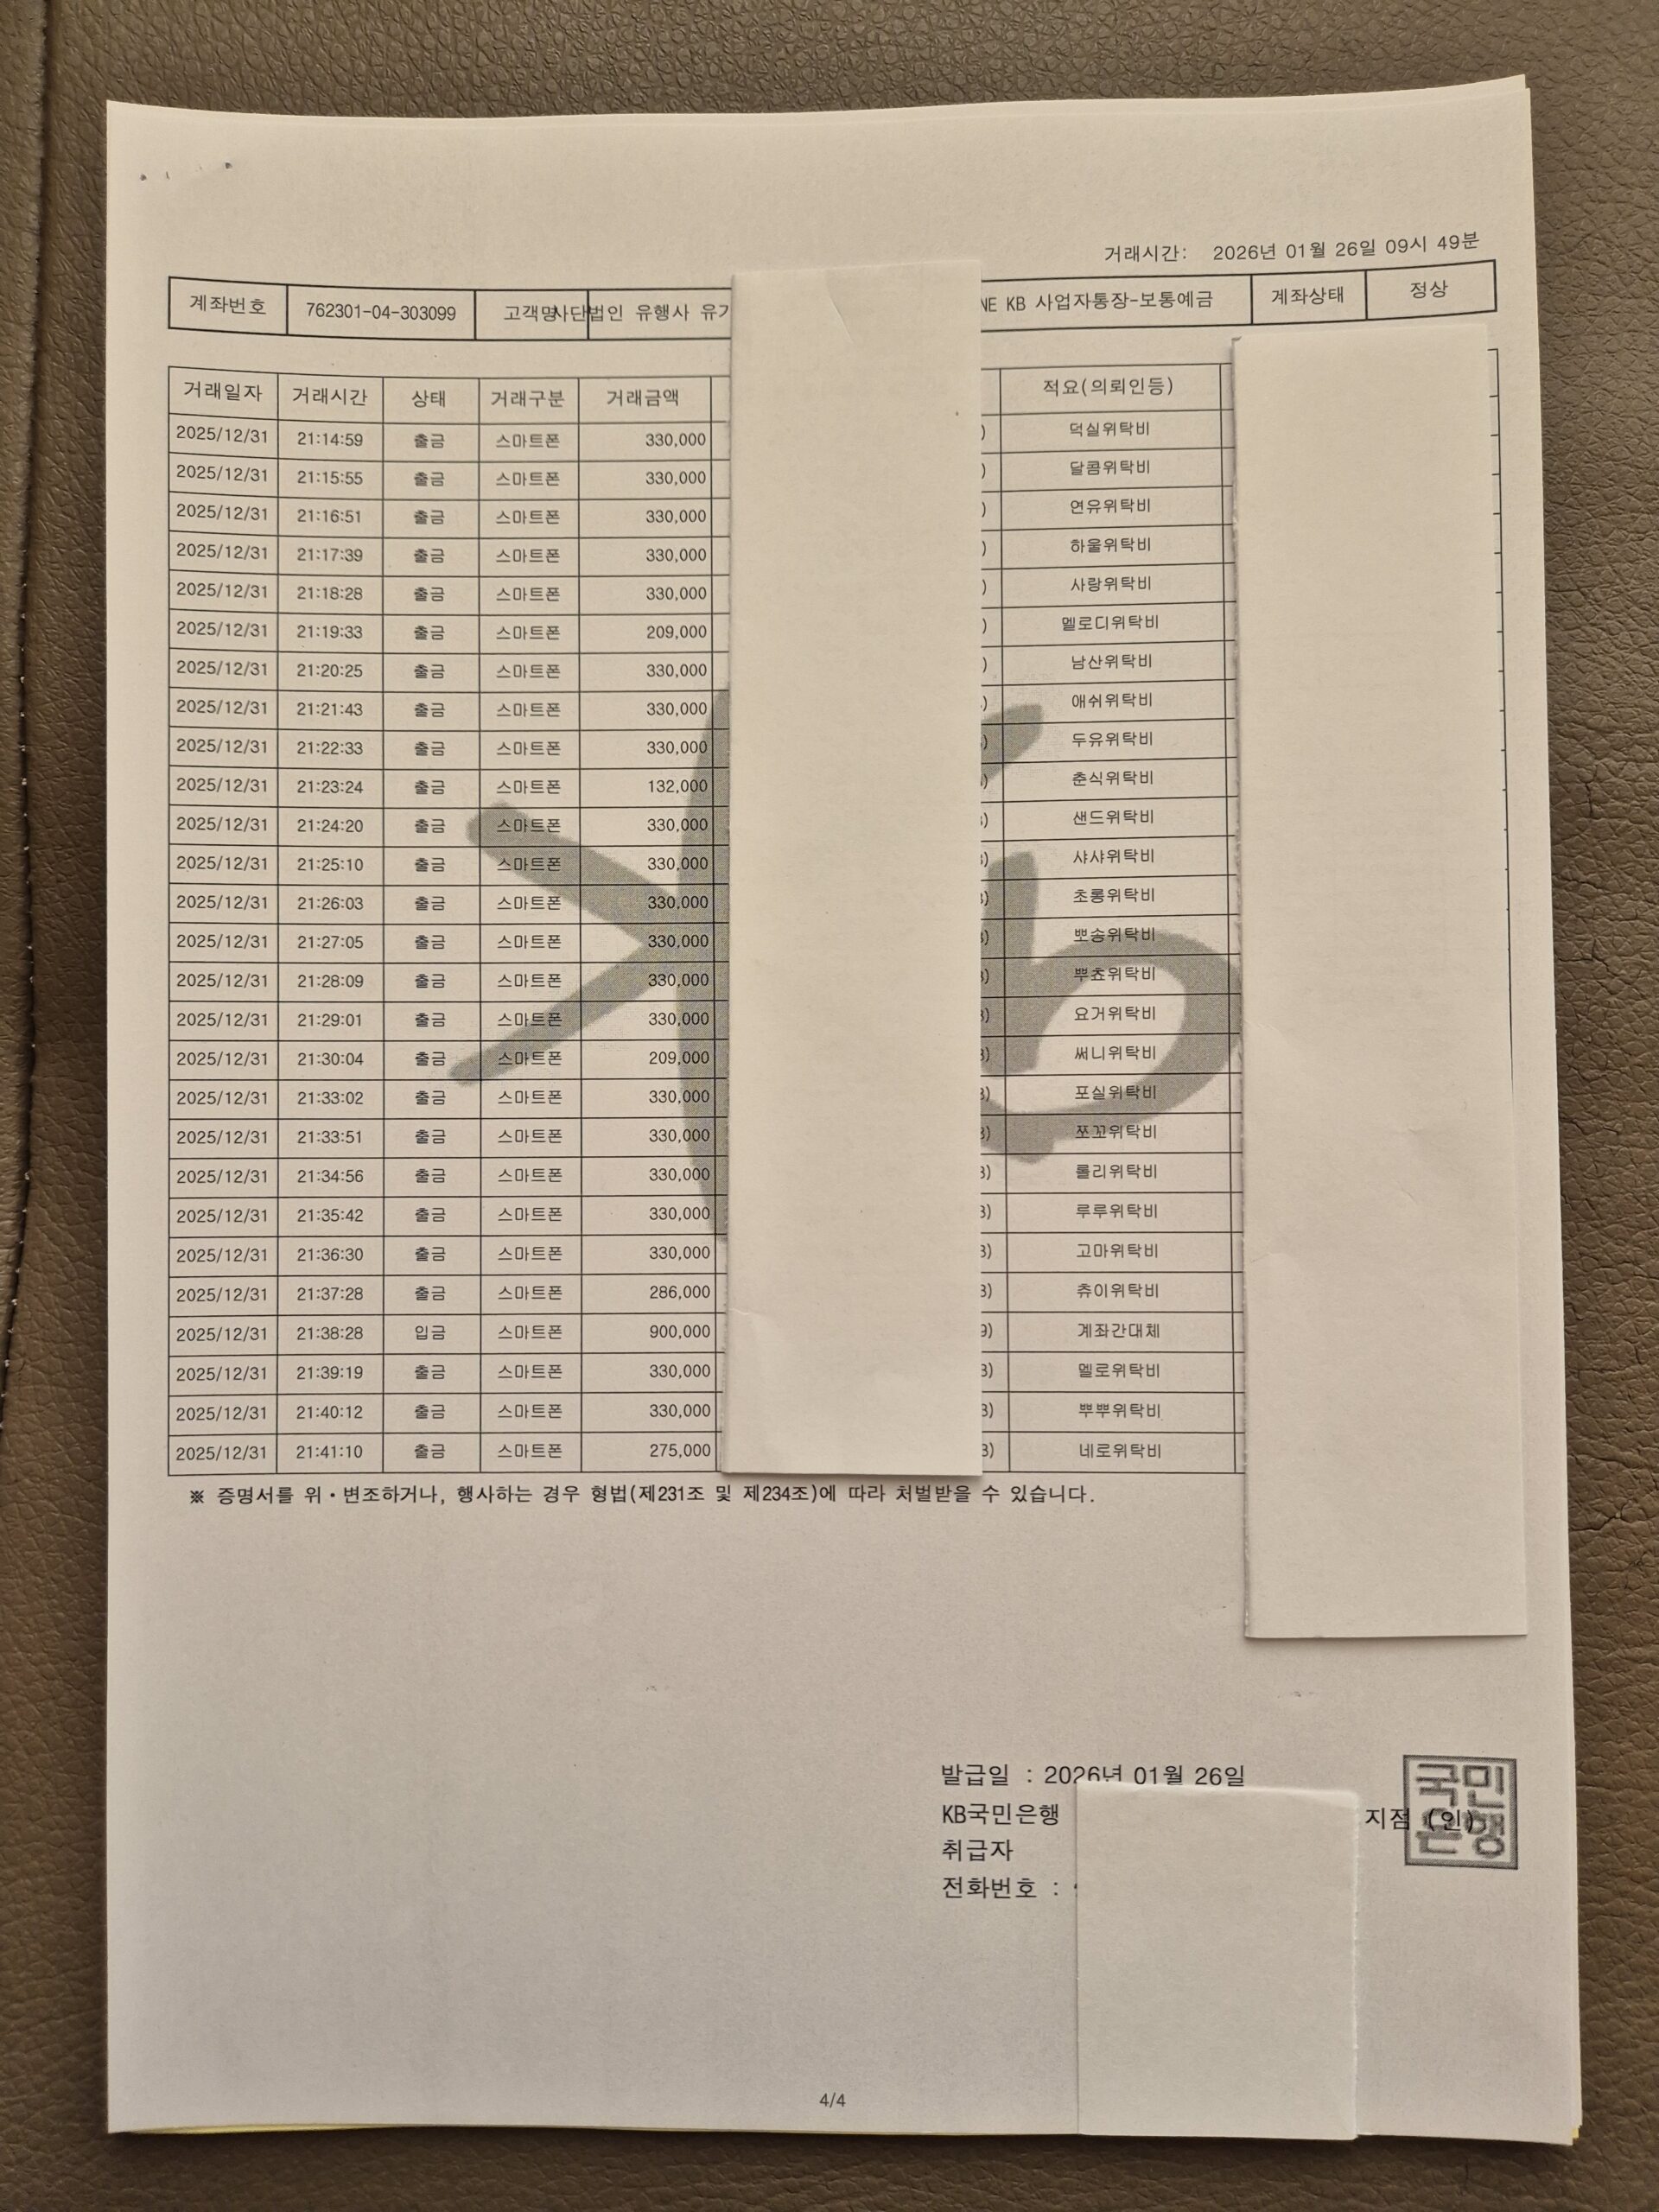 거래시간: 2026년 01월 26일 09시 49분
계좌번호 762301-04-303099 고객명 사단법인 유행사 NE KB 사업자통장-보통예금 계좌상태 정상
거래일자 거래시간 상태 거래구분 거래금액 적요(의뢰인등)
2025/12/31 21:14:59 출금 스마트폰 330,000 ) 덕실위탁비
2025/12/31 21:15:55 출금 스마트폰 330,000 ) 달콤위탁비
2025/12/31 21:16:51 출금 스마트폰 330,000 ) 연유위탁비
2025/12/31 21:17:39 출금 스마트폰 330,000 ) 하울위탁비
2025/12/31 21:18:28 출금 스마트폰 330,000 ) 사랑위탁비
2025/12/31 21:19:33 출금 스마트폰 209,000 ) 멜로디위탁비
2025/12/31 21:20:25 출금 스마트폰 330,000 ) 남산위탁비
2025/12/31 21:21:43 출금 스마트폰 330,000 ) 애쉬위탁비
2025/12/31 21:22:33 출금 스마트폰 330,000 ) 두유위탁비
2025/12/31 21:23:24 출금 스마트폰 132,000 ) 춘식위탁비
2025/12/31 21:24:20 출금 스마트폰 330,000 ) 샌드위탁비
2025/12/31 21:25:10 출금 스마트폰 330,000 ) 샤샤위탁비
2025/12/31 21:26:03 출금 스마트폰 330,000 ) 초롱위탁비
2025/12/31 21:27:05 출금 스마트폰 330,000 ) 뽀송위탁비
2025/12/31 21:28:09 출금 스마트폰 330,000 ) 뿌쵸위탁비
2025/12/31 21:29:01 출금 스마트폰 330,000 ) 요거위탁비
2025/12/31 21:30:04 출금 스마트폰 209,000 ) 써니위탁비
2025/12/31 21:33:02 출금 스마트폰 330,000 ) 포실위탁비
2025/12/31 21:33:51 출금 스마트폰 330,000 ) 쪼꼬위탁비
2025/12/31 21:34:56 출금 스마트폰 330,000 ) 롤리위탁비
2025/12/31 21:35:42 출금 스마트폰 330,000 ) 루루위탁비
2025/12/31 21:36:30 출금 스마트폰 330,000 ) 고마위탁비
2025/12/31 21:37:28 출금 스마트폰 286,000 ) 츄이위탁비
2025/12/31 21:38:28 입금 스마트폰 900,000 9) 계좌간대체
2025/12/31 21:39:19 출금 스마트폰 330,000 ) 멜로위탁비
2025/12/31 21:40:12 출금 스마트폰 330,000 ) 뿌뿌위탁비
2025/12/31 21:41:10 출금 스마트폰 275,000 ) 네로위탁비
※ 증명서를 위·변조하거나, 행사하는 경우 형법(제231조 및 제234조)에 따라 처벌받을 수 있습니다.
발급일 : 2026년 01월 26일
KB국민은행 지점 (인)
국민은행
취급자
전화번호 :
4/4